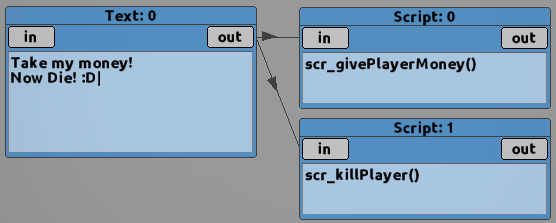 Text: 0
in
out
Take my money!
Now Die! :D
Script: 0
in
out
scr_givePlayerMoney()
Script: 1
in
out
scr_killPlayer()